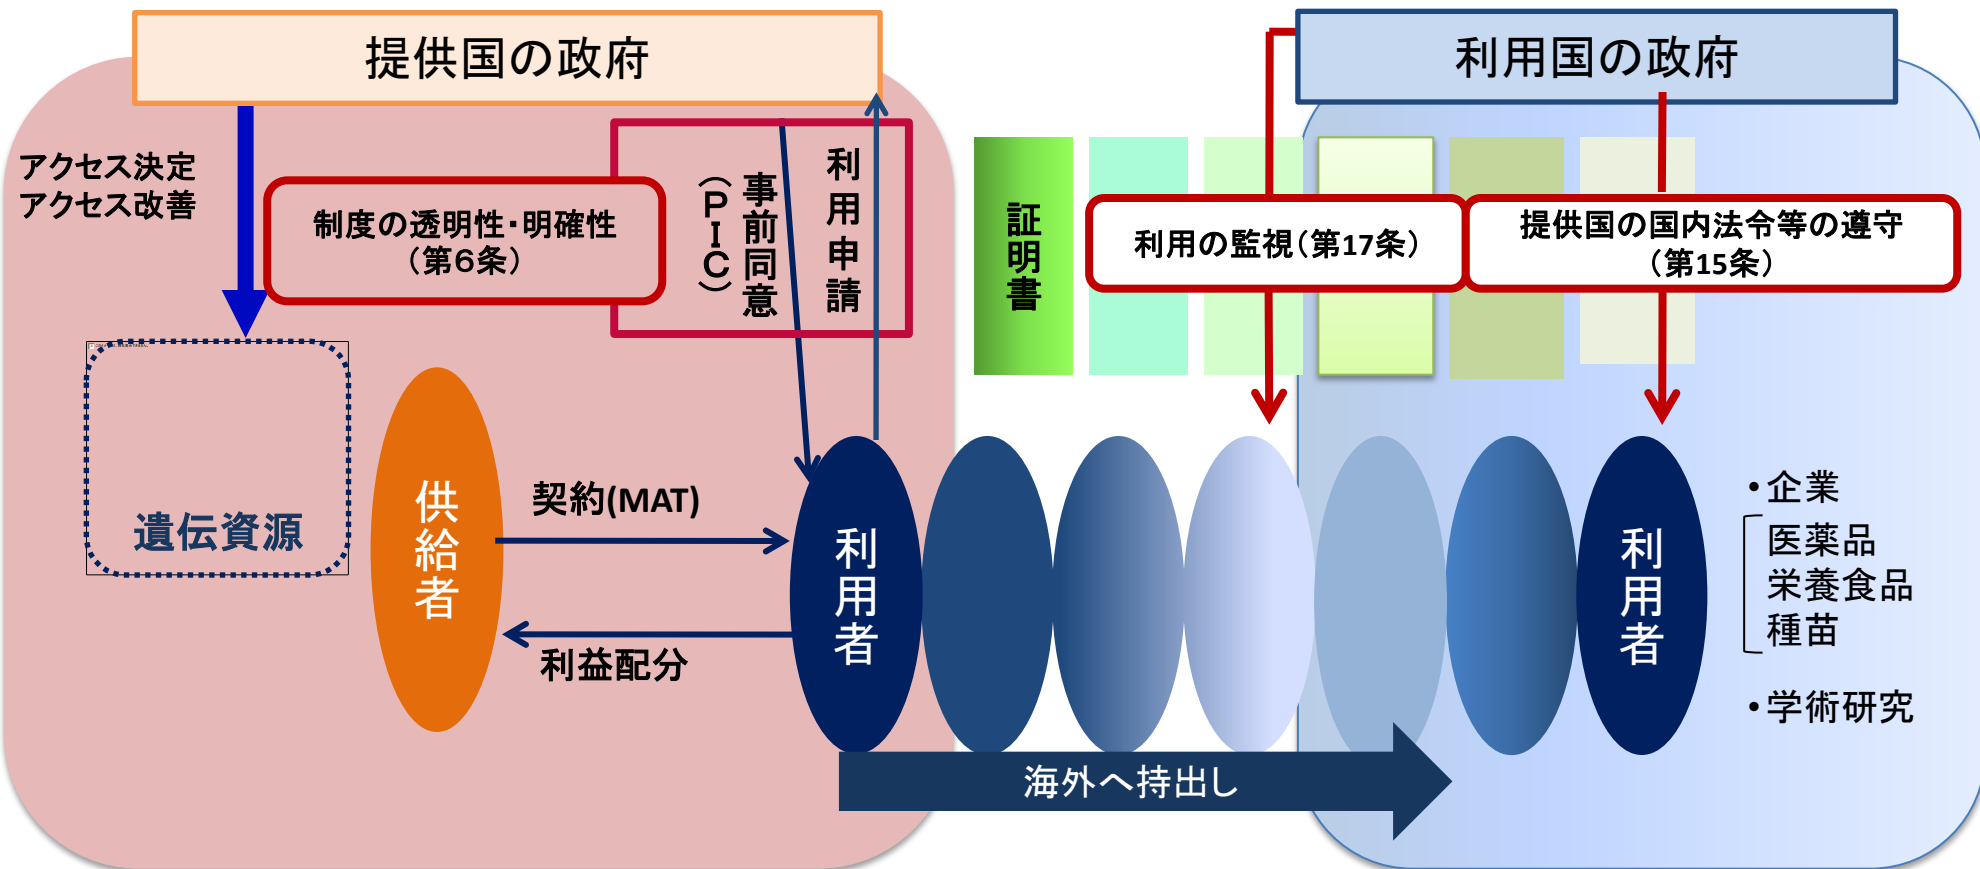 提供国の政府
利用国の政府
アクセス決定
アクセス改善
制度の透明性・明確性
（第6条）
事前同意
（PIC）
利用申請
証明書
利用の監視（第17条）
提供国の国内法令等の遵守
（第15条）
遺伝資源
供給者
契約(MAT)
利益配分
利用者
利用者
・企業
医薬品
栄養食品
種苗
・学術研究
海外へ持出し